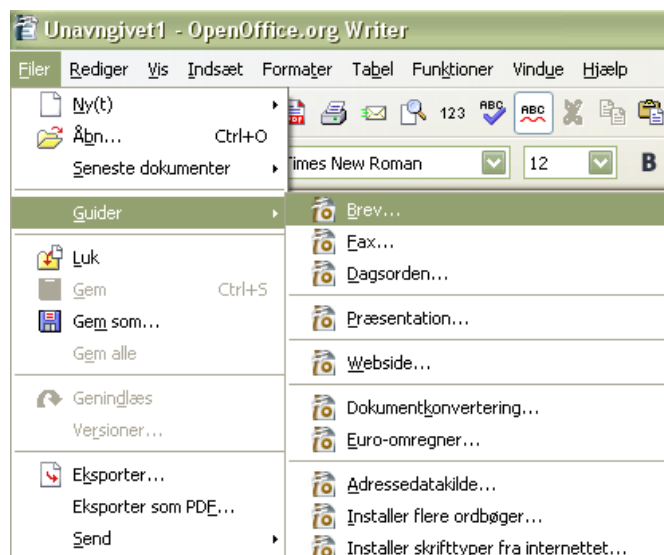 Unavngivet1 - OpenOffice.org Writer
Filer Rediger Vis Indsæt Formater Tabel Funktioner Vindue Hjælp
Ny(t)
Åbn... Ctrl+O
Seneste dokumenter
PDF 123 ABC ABC
Times New Roman 12 B
Guider
Luk
Gem Ctrl+S
Gem som...
Gem alle
Genindlæs
Versioner...
Eksporter...
Eksporter som PDF...
Send
Brev...
Fax...
Dagsorden...
Præsentation...
Webside...
Dokumentkonvertering...
Euro-omregner...
Adressedatakilde...
Installer flere ordbøger...
Installer skrifttyper fra internettet...